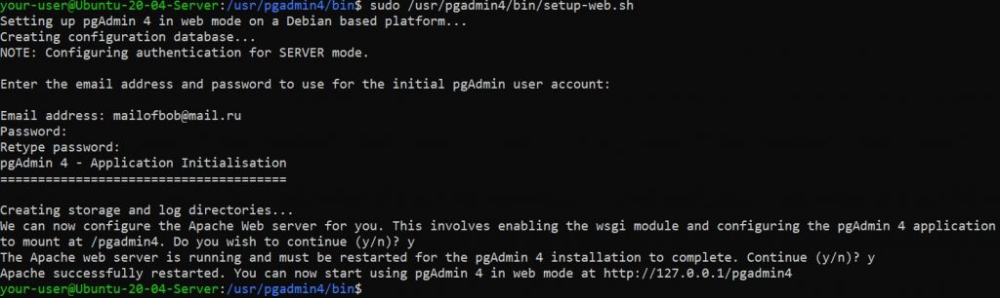 your-user@Ubuntu-20-04-Server:/usr/pgadmin4/bin$ sudo /usr/pgadmin4/bin/setup-web.sh
Setting up pgAdmin 4 in web mode on a Debian based platform...
Creating configuration database...
NOTE: Configuring authentication for SERVER mode.
Enter the email address and password to use for the initial pgAdmin user account:
Email address: mailofbob@mail.ru
Password:
Retype password:
pgAdmin 4 - Application Initialisation
======================================
Creating storage and log directories...
We can now configure the Apache Web server for you. This involves enabling the wsgi module and configuring the pgAdmin 4 application
to mount at /pgadmin4. Do you wish to continue (y/n)? y
The Apache web server is running and must be restarted for the pgAdmin 4 installation to complete. Continue (y/n)? y
Apache successfully restarted. You can now start using pgAdmin 4 in web mode at http://127.0.0.1/pgadmin4
your-user@Ubuntu-20-04-Server:/usr/pgadmin4/bin$